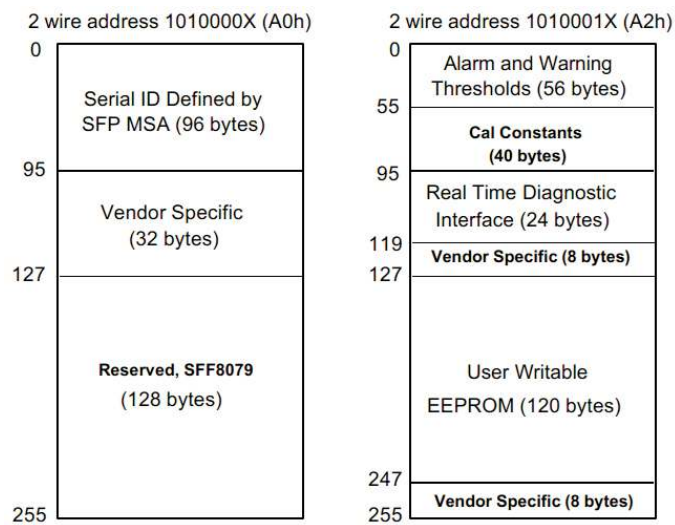 2 wire address 1010000X (A0h)
0
Serial ID Defined by
SFP MSA (96 bytes)
95
Vendor Specific
(32 bytes)
127
Reserved, SFF8079
(128 bytes)
255
2 wire address 1010001X (A2h)
0
Alarm and Warning
Thresholds (56 bytes)
55
Cal Constants
(40 bytes)
95
Real Time Diagnostic
Interface (24 bytes)
119
Vendor Specific (8 bytes)
127
User Writable
EEPROM (120 bytes)
247
Vendor Specific (8 bytes)
255